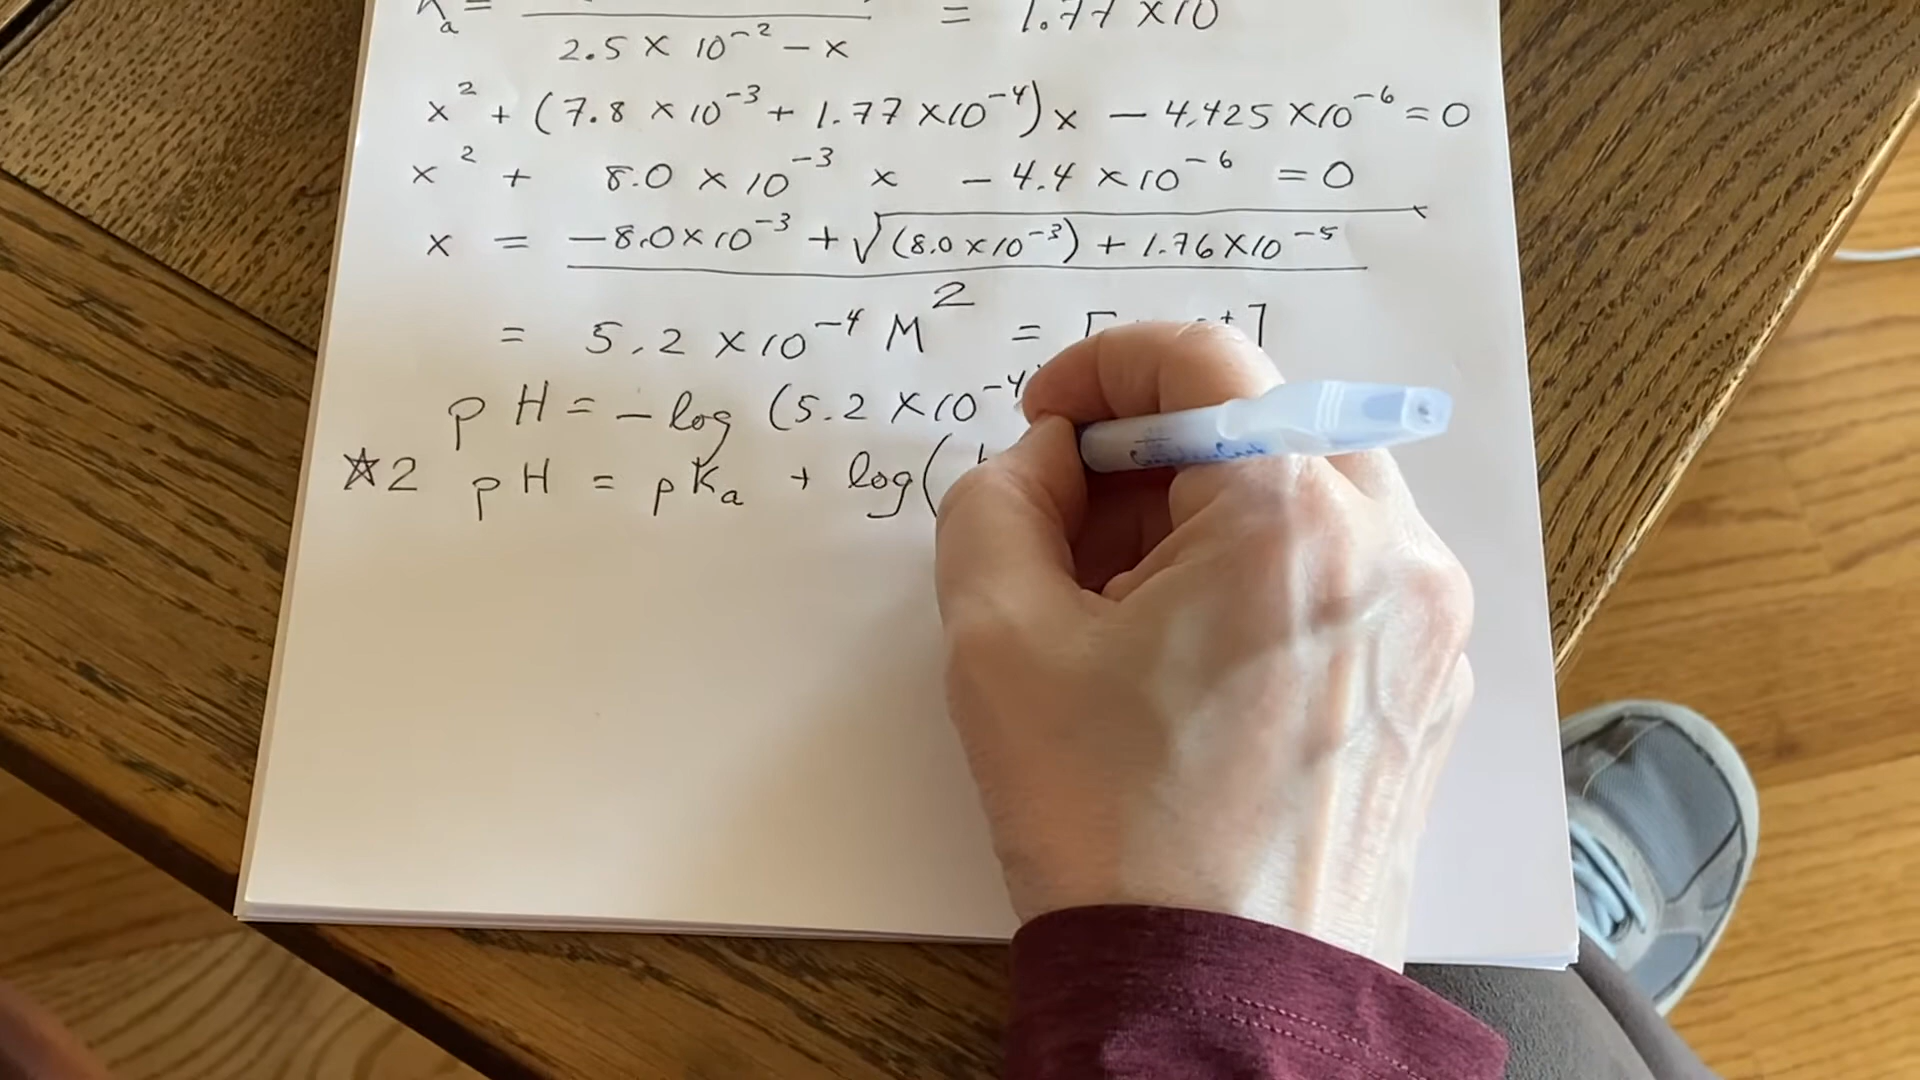 Ka = 2.5 × 10⁻² − x = 1.77 × 10
x² + (7.8 × 10⁻³ + 1.77 × 10⁻⁴) x − 4.425 × 10⁻⁶ = 0
x² + 8.0 × 10⁻³ x − 4.4 × 10⁻⁶ = 0
x = −8.0 × 10⁻³ + √(8.0 × 10⁻³) + 1.76 × 10⁻⁵
2
= 5.2 × 10⁻⁴ M = [ ⁺]
pH = − log (5.2 × 10⁻⁴
☆2 pH = pKa + log(